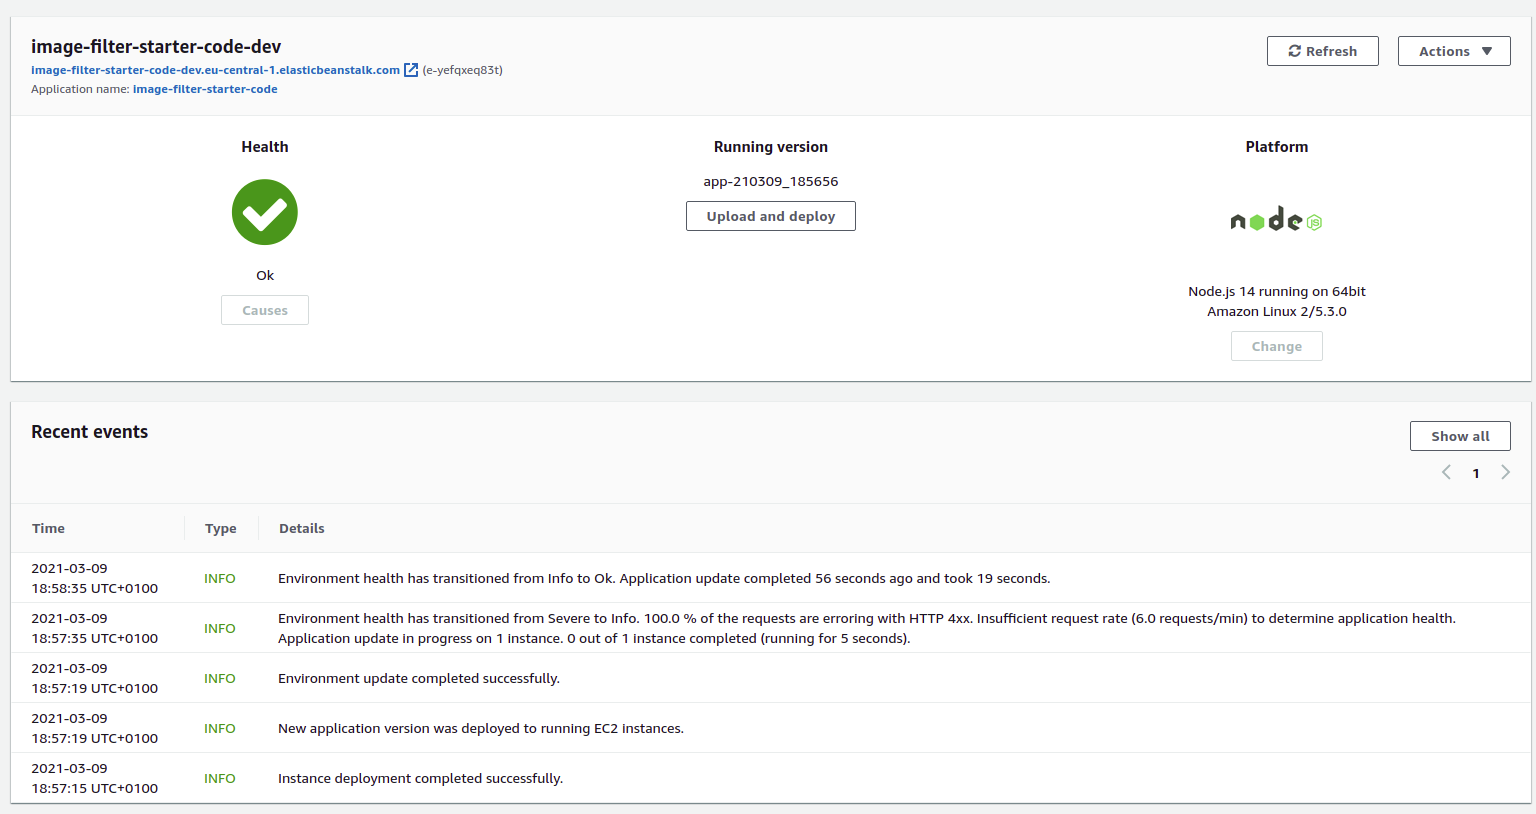 image-filter-starter-code-dev
image-filter-starter-code-dev.eu-central-1.elasticbeanstalk.com (e-yefqxeq83t)
Application name: image-filter-starter-code
Refresh
Actions
Health
Ok
Causes
Running version
app-210309_185656
Upload and deploy
Platform
node JS
Node.js 14 running on 64bit
Amazon Linux 2/5.3.0
Change
Recent events
Show all
1
Time Type Details
2021-03-09
18:58:35 UTC+0100
INFO
Environment health has transitioned from Info to Ok. Application update completed 56 seconds ago and took 19 seconds.
2021-03-09
18:57:35 UTC+0100
INFO
Environment health has transitioned from Severe to Info. 100.0 % of the requests are erroring with HTTP 4xx. Insufficient request rate (6.0 requests/min) to determine application health.
Application update in progress on 1 instance. 0 out of 1 instance completed (running for 5 seconds).
2021-03-09
18:57:19 UTC+0100
INFO
Environment update completed successfully.
2021-03-09
18:57:19 UTC+0100
INFO
New application version was deployed to running EC2 instances.
2021-03-09
18:57:15 UTC+0100
INFO
Instance deployment completed successfully.